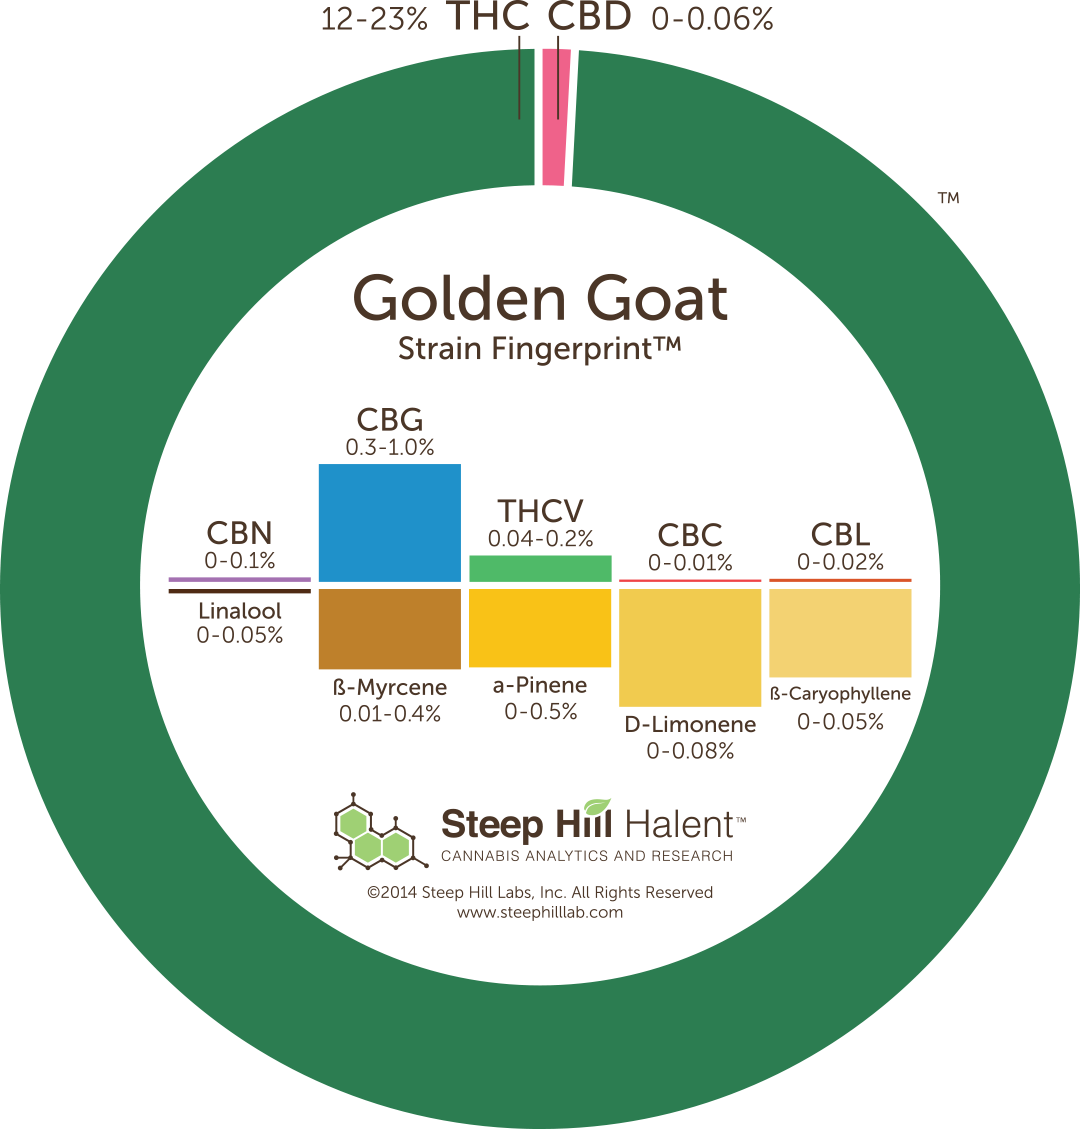 12-23% THC CBD 0-0.06%
TM
Golden Goat
Strain Fingerprint™
CBG
0.3-1.0%
THCV
0.04-0.2%
CBN
0-0.1%
CBC
0-0.01%
CBL
0-0.02%
Linalool
0-0.05%
ß-Myrcene
0.01-0.4%
a-Pinene
0-0.5%
D-Limonene
0-0.08%
ß-Caryophyllene
0-0.05%
Steep Hill Halent™
CANNABIS ANALYTICS AND RESEARCH
©2014 Steep Hill Labs, Inc. All Rights Reserved
www.steephilllab.com